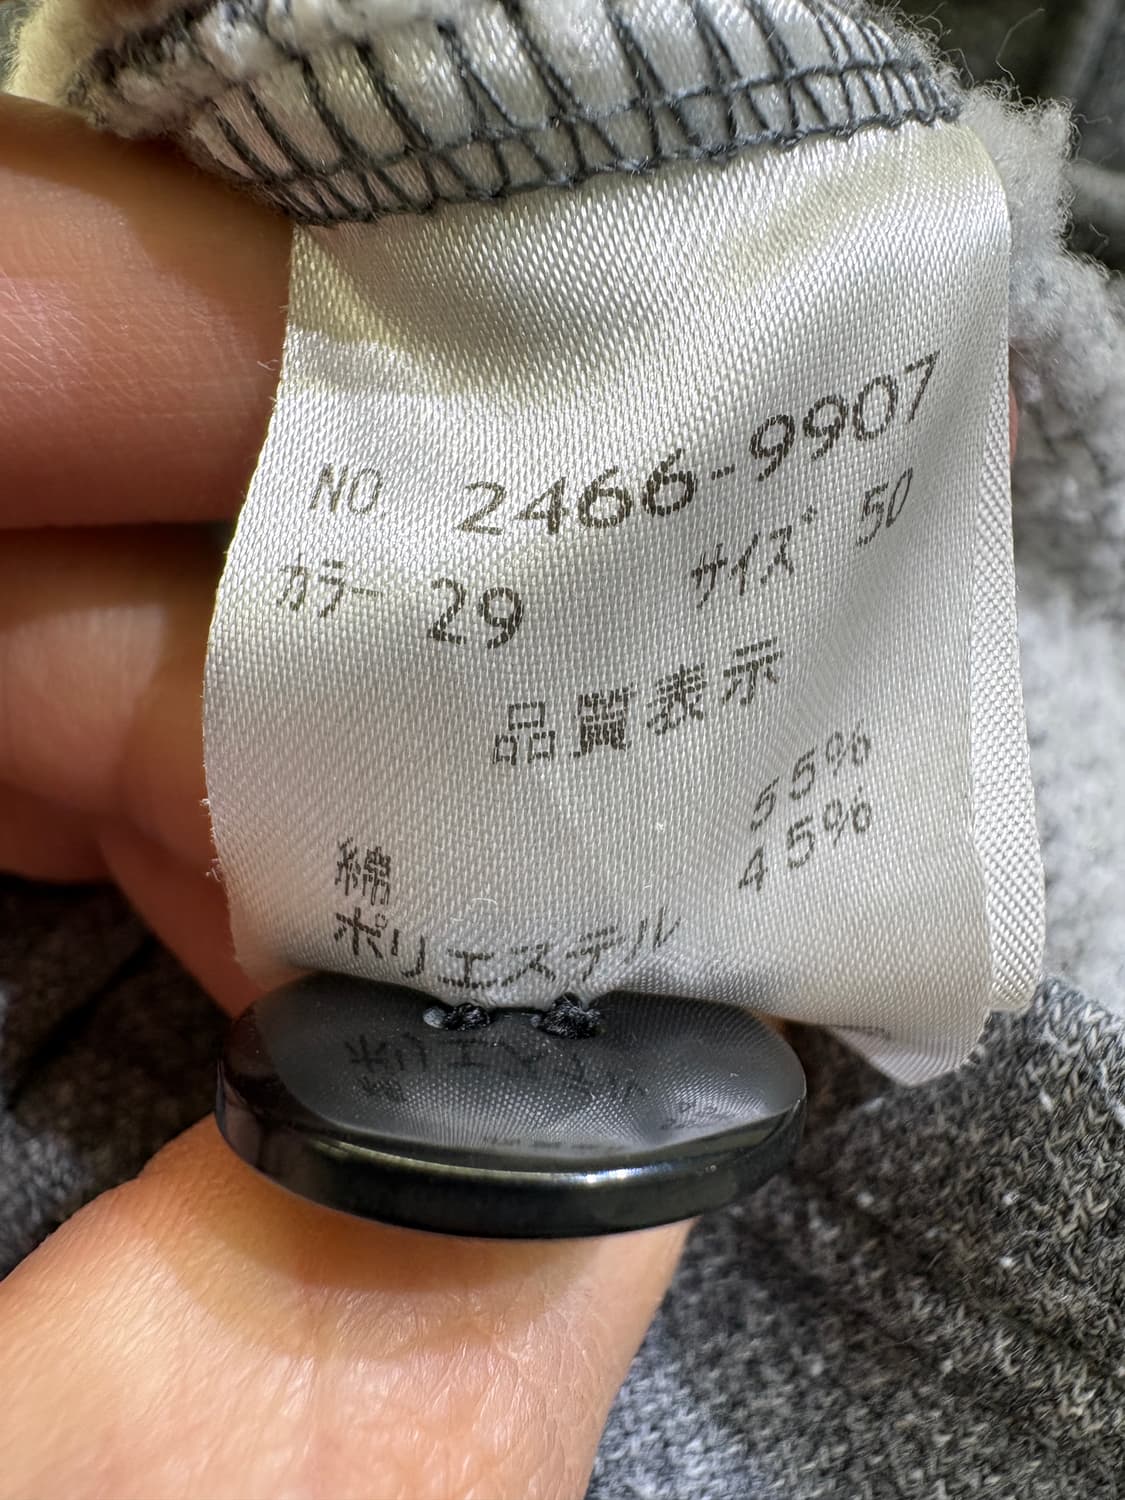 NO 2466-9907
カラー 29 サイズ 50
品質表示
綿 55%
ポリエステル 45%